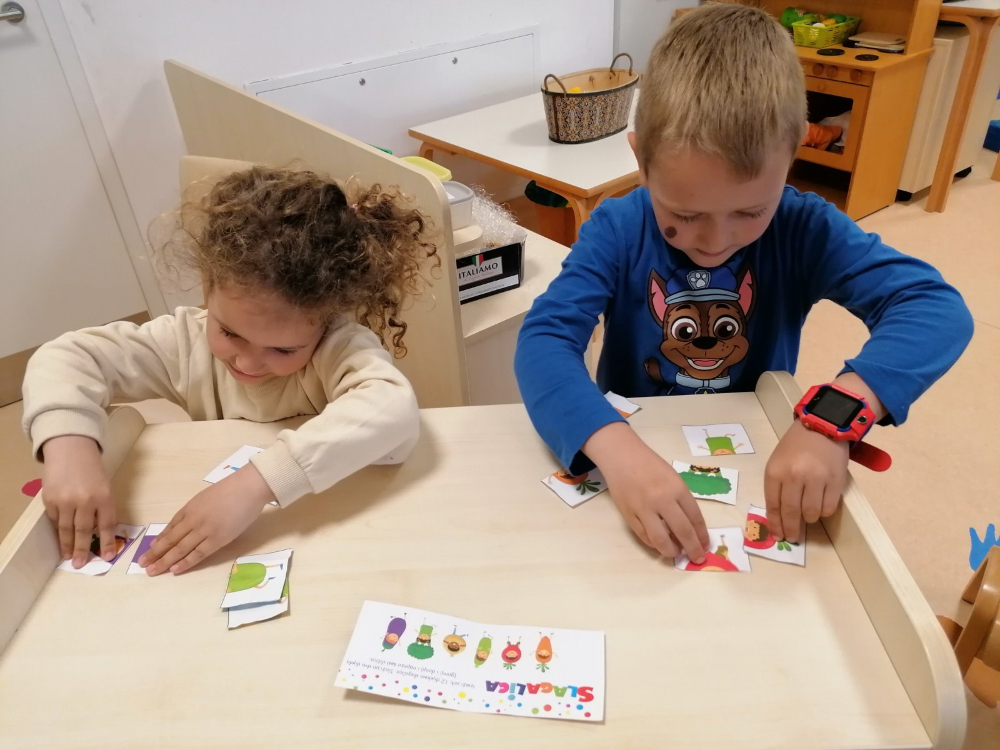 SLAGALICA
Izreži svih 12 dijelova slagalice. Složi po dva dijela
(gornji i donji) i napravi šest sličica.
ITALIAMO